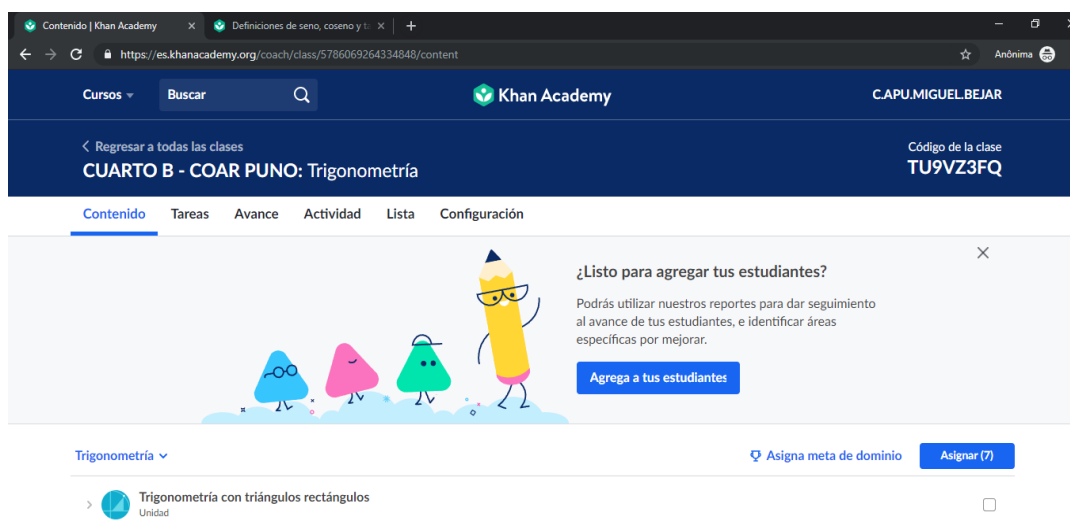 Contenido | Khan Academy
Definiciones de seno, coseno y ta
https://es.khanacademy.org/coach/class/5786069264334848/content
Anônima
Cursos
Buscar
Khan Academy
C.APU.MIGUEL.BEJAR
Regresar a todas las clases
Código de la clase
CUARTO B - COAR PUNO: Trigonometría
TU9VZ3FQ
Contenido Tareas Avance Actividad Lista Configuración
¿Listo para agregar tus estudiantes?
Podrás utilizar nuestros reportes para dar seguimiento
al avance de tus estudiantes, e identificar áreas
específicas por mejorar.
Agrega a tus estudiantes
Trigonometría
Asigna meta de dominio
Asignar (7)
Trigonometría con triángulos rectángulos
Unidad